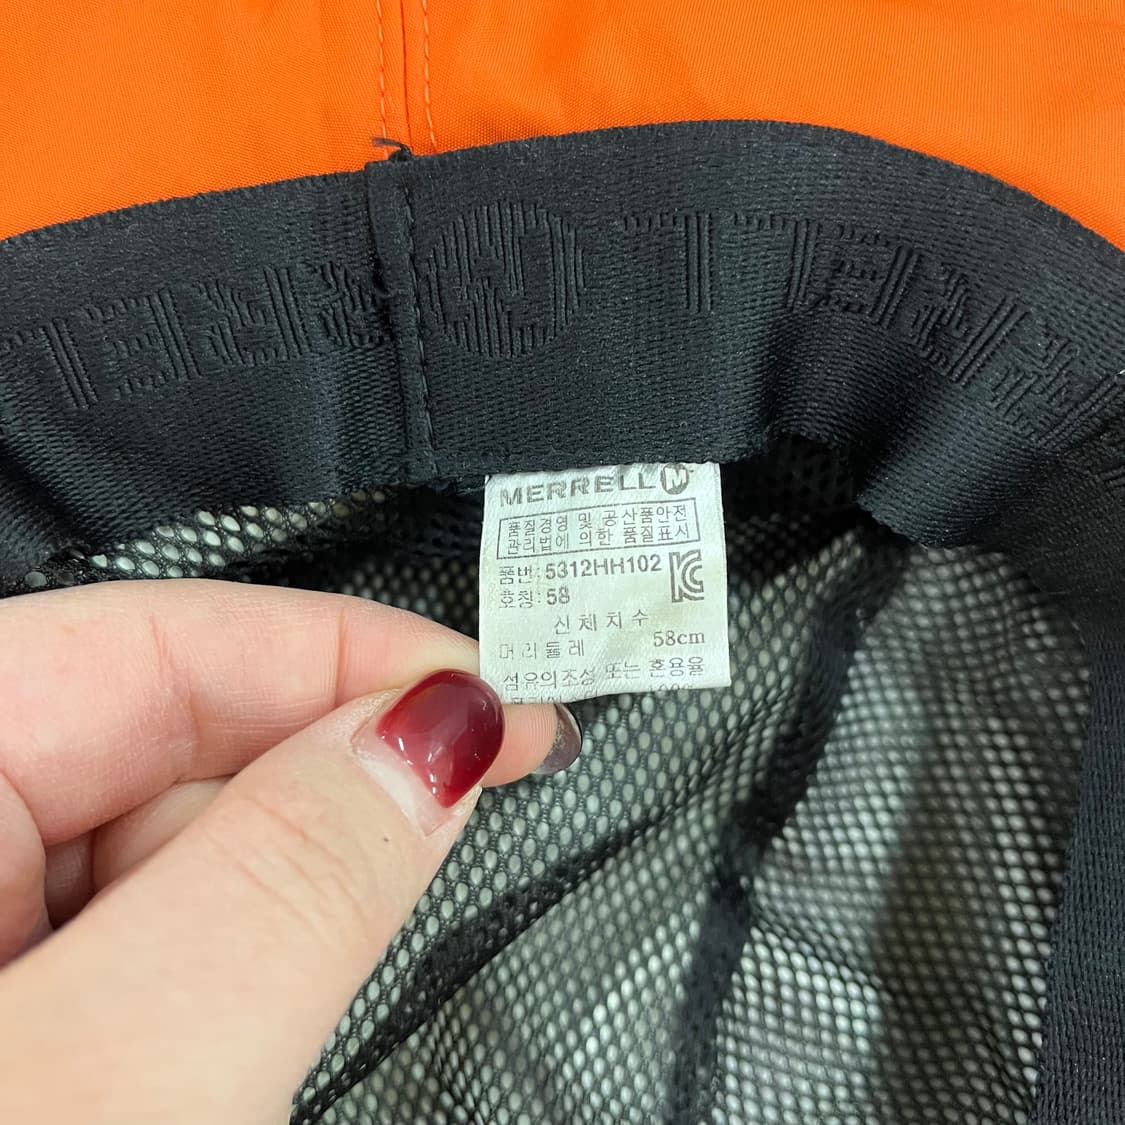 MERRELL
MERRELL
MERRELL M
품질경영 및 공산품안전
관리법에 의한 품질표시
품번: 5312HH102
호칭: 58
신체치수
머리둘레 58cm
섬유의조성 또는 혼용율